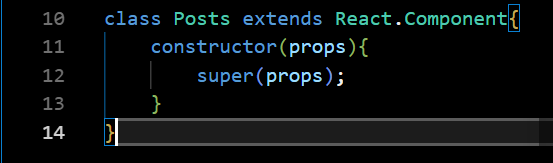 10 class Posts extends React.Component{
11 constructor(props){
12 super(props);
13 }
14 }